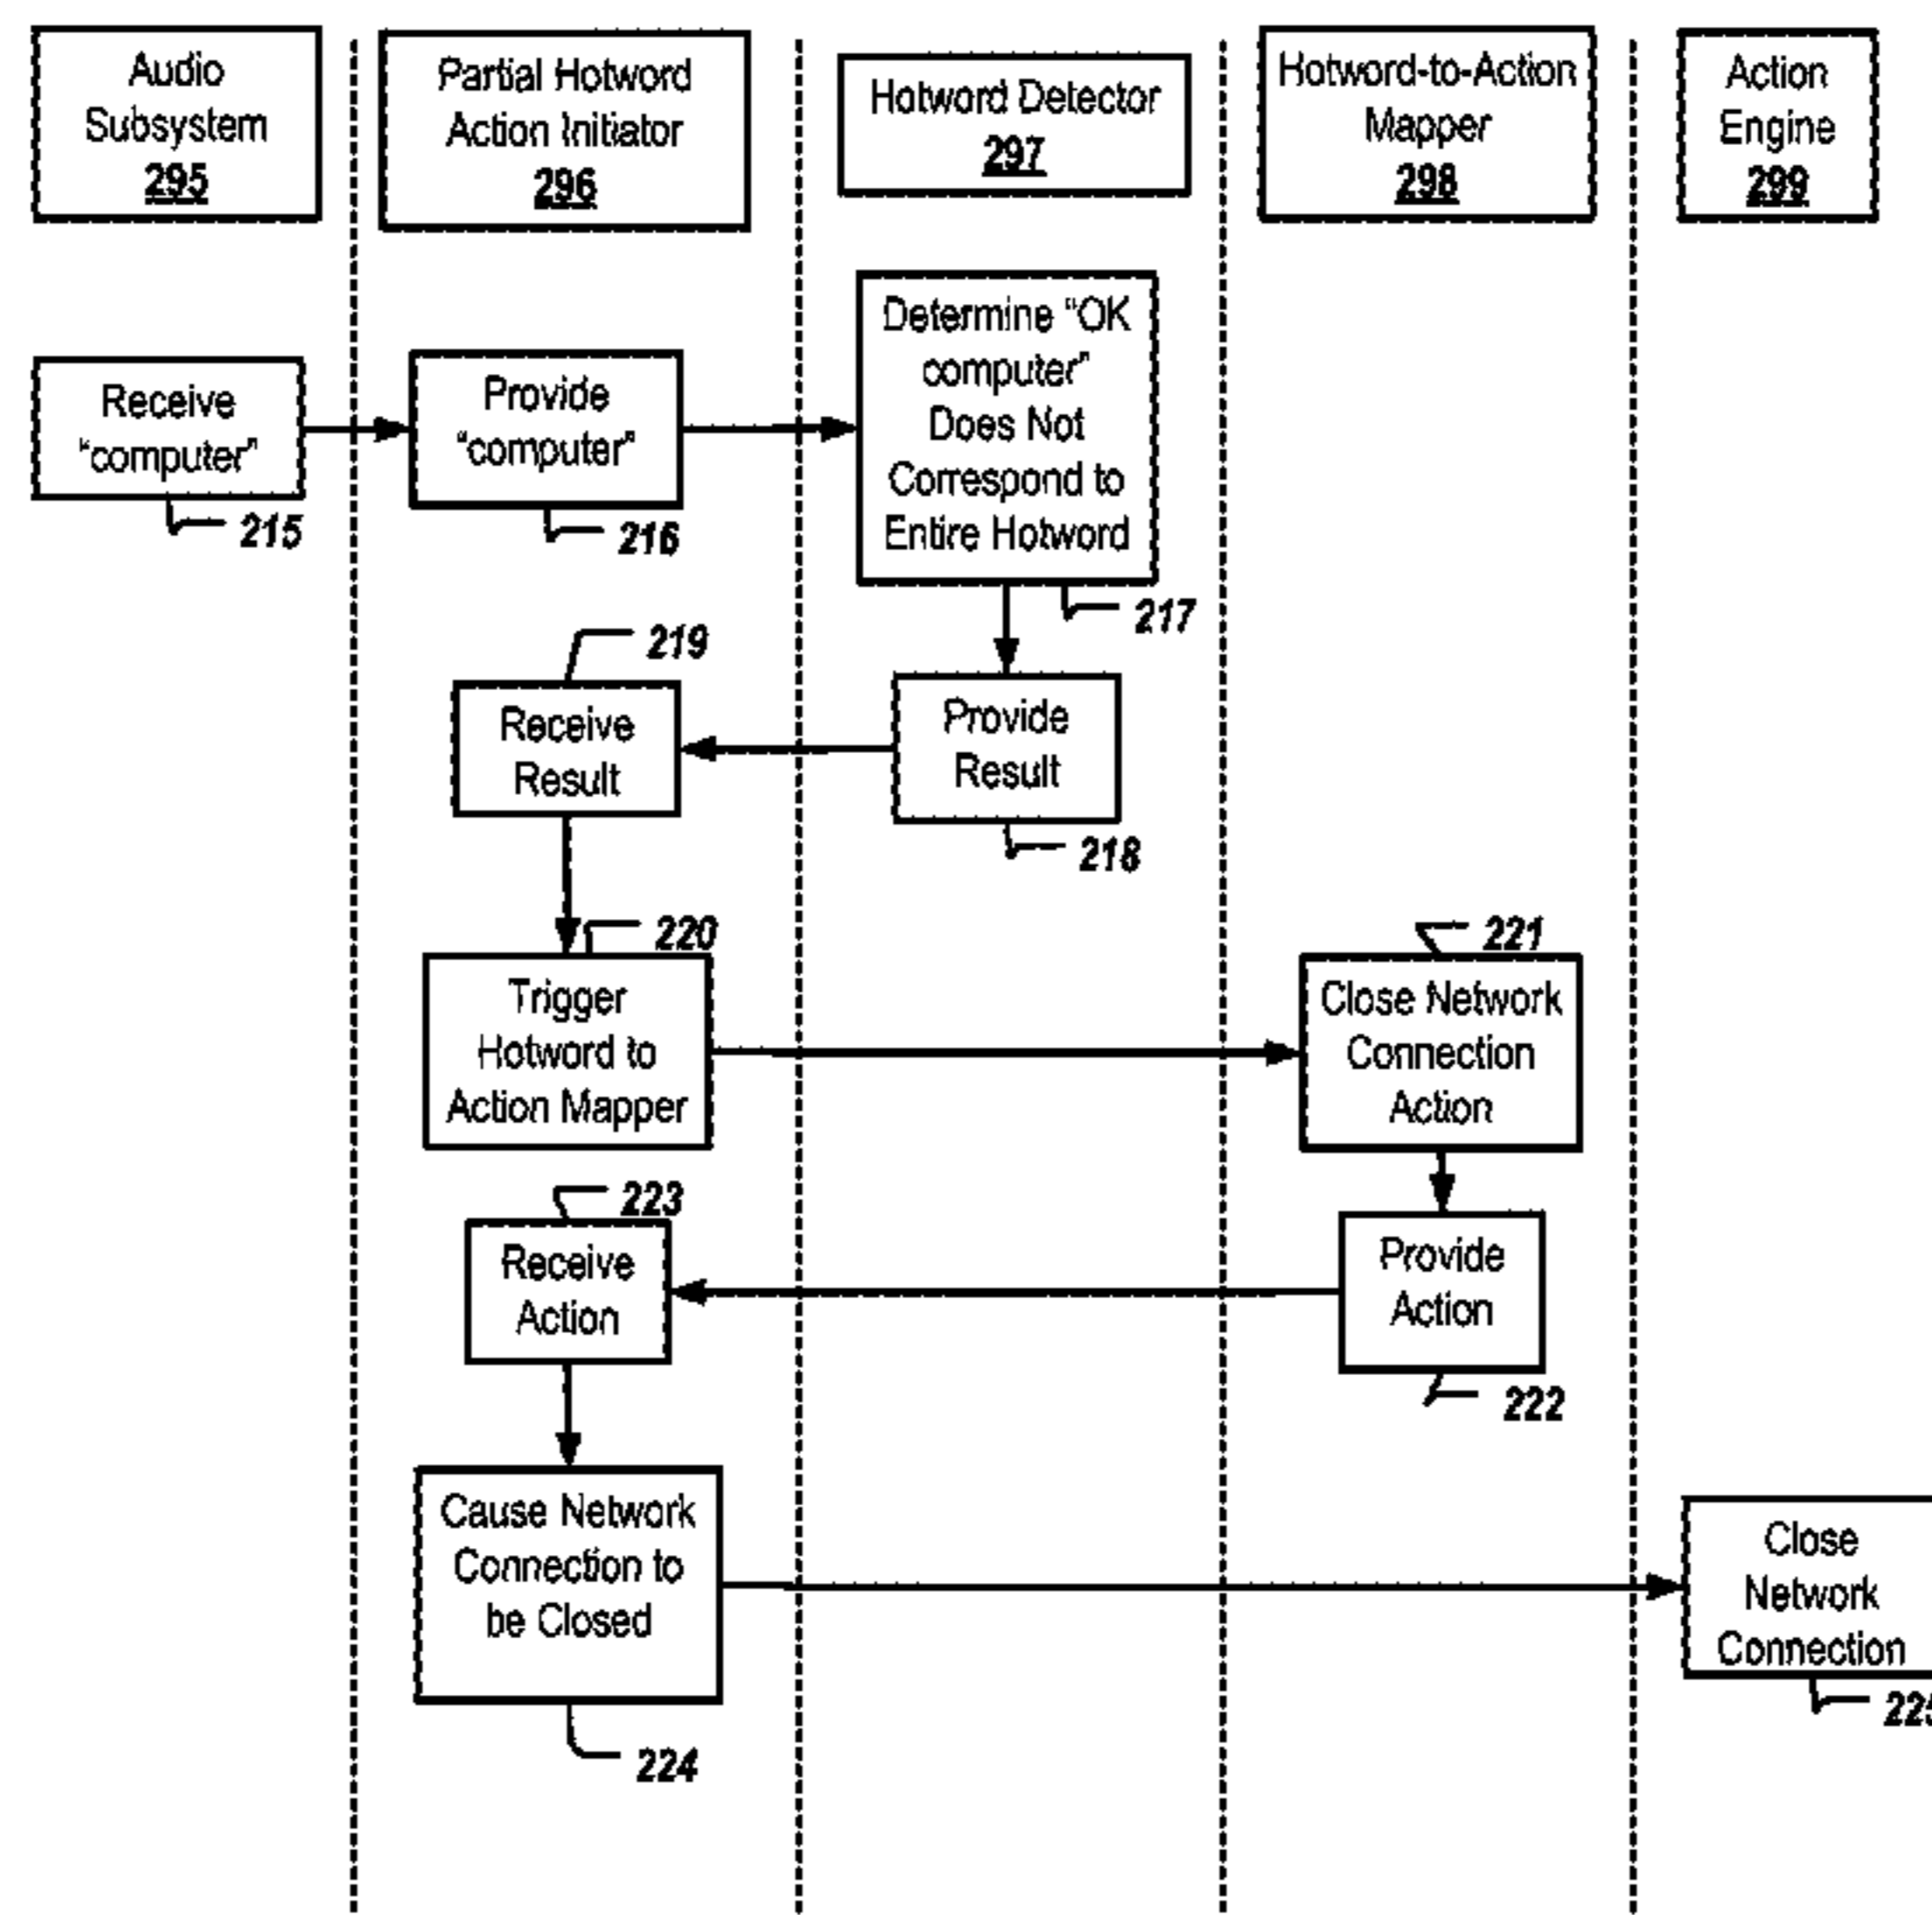 Audio
Subsystem
295
Partial Hotword
Action Initiator
296
Hotword Detector
297
Hotword-to-Action
Mapper
298
Action
Engine
299
Receive
"computer"
215
Provide
"computer"
216
Determine "OK
computer"
Does Not
Correspond to
Entire Hotword
217
219
Receive
Result
Provide
Result
218
220
Trigger
Hotword to
Action Mapper
221
Close Network
Connection
Action
223
Receive
Action
Provide
Action
222
Cause Network
Connection to
be Closed
224
Close
Network
Connection